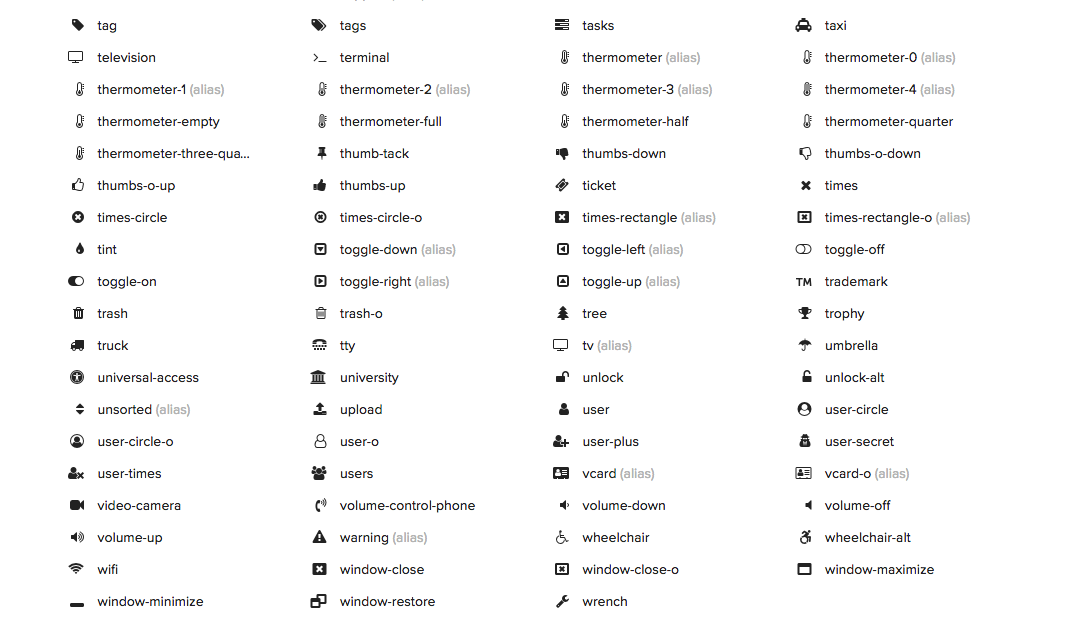 tag tags tasks taxi
television terminal thermometer (alias) thermometer-0 (alias)
thermometer-1 (alias) thermometer-2 (alias) thermometer-3 (alias) thermometer-4 (alias)
thermometer-empty thermometer-full thermometer-half thermometer-quarter
thermometer-three-qua... thumb-tack thumbs-down thumbs-o-down
thumbs-o-up thumbs-up ticket times
times-circle times-circle-o times-rectangle (alias) times-rectangle-o (alias)
tint toggle-down (alias) toggle-left (alias) toggle-off
toggle-on toggle-right (alias) toggle-up (alias) TM trademark
trash trash-o tree trophy
truck tty tv (alias) umbrella
universal-access university unlock unlock-alt
unsorted (alias) upload user user-circle
user-circle-o user-o user-plus user-secret
user-times users vcard (alias) vcard-o (alias)
video-camera volume-control-phone volume-down volume-off
volume-up warning (alias) wheelchair wheelchair-alt
wifi window-close window-close-o window-maximize
window-minimize window-restore wrench